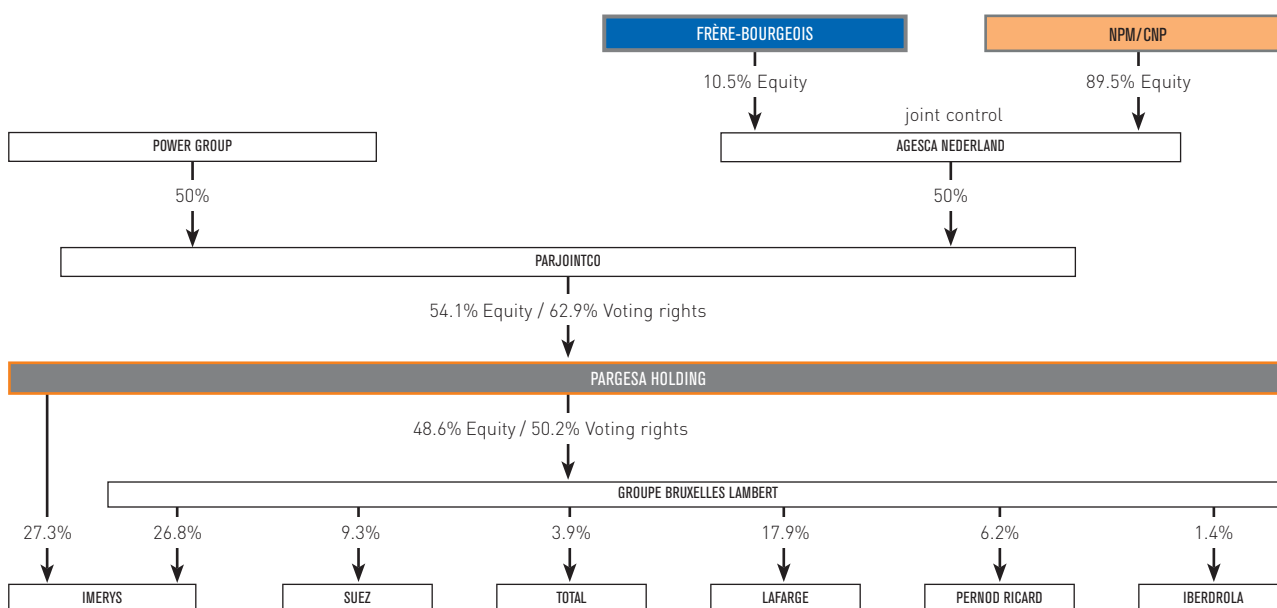 FRÈRE-BOURGEOIS
NPM/CNP
10.5% Equity
89.5% Equity
joint control
POWER GROUP
AGESCA NEDERLAND
50%
50%
PARJOINTCO
54.1% Equity / 62.9% Voting rights
PARGESA HOLDING
48.6% Equity / 50.2% Voting rights
GROUPE BRUXELLES LAMBERT
27.3%
26.8%
9.3%
3.9%
17.9%
6.2%
1.4%
IMERYS
SUEZ
TOTAL
LAFARGE
PERNOD RICARD
IBERDROLA